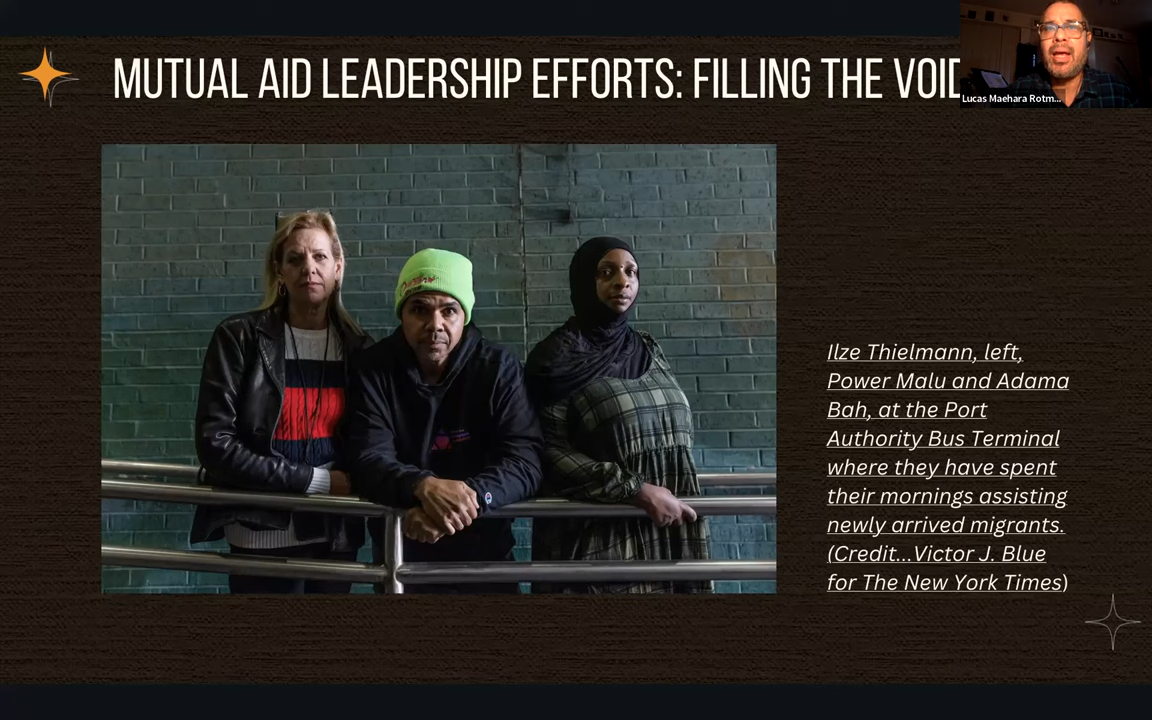 MUTUAL AID LEADERSHIP EFFORTS: FILLING THE VOID
Lucas Maehara Rotm...
Ilze Thielmann, left,
Power Malu and Adama
Bah, at the Port
Authority Bus Terminal
where they have spent
their mornings assisting
newly arrived migrants.
(Credit...Victor J. Blue
for The New York Times)